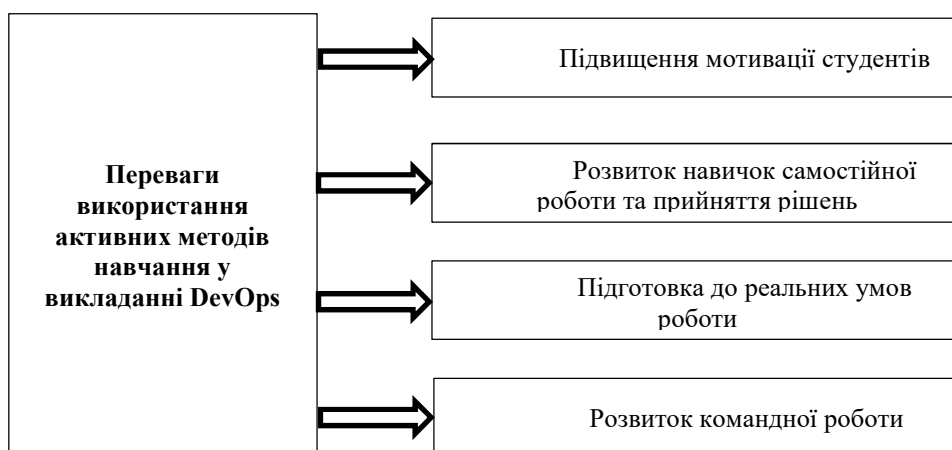 Переваги
використання
активних методів
навчання у
викладанні DevOps
Підвищення мотивації студентів
Розвиток навичок самостійної
роботи та прийняття рішень
Підготовка до реальних умов
роботи
Розвиток командної роботи